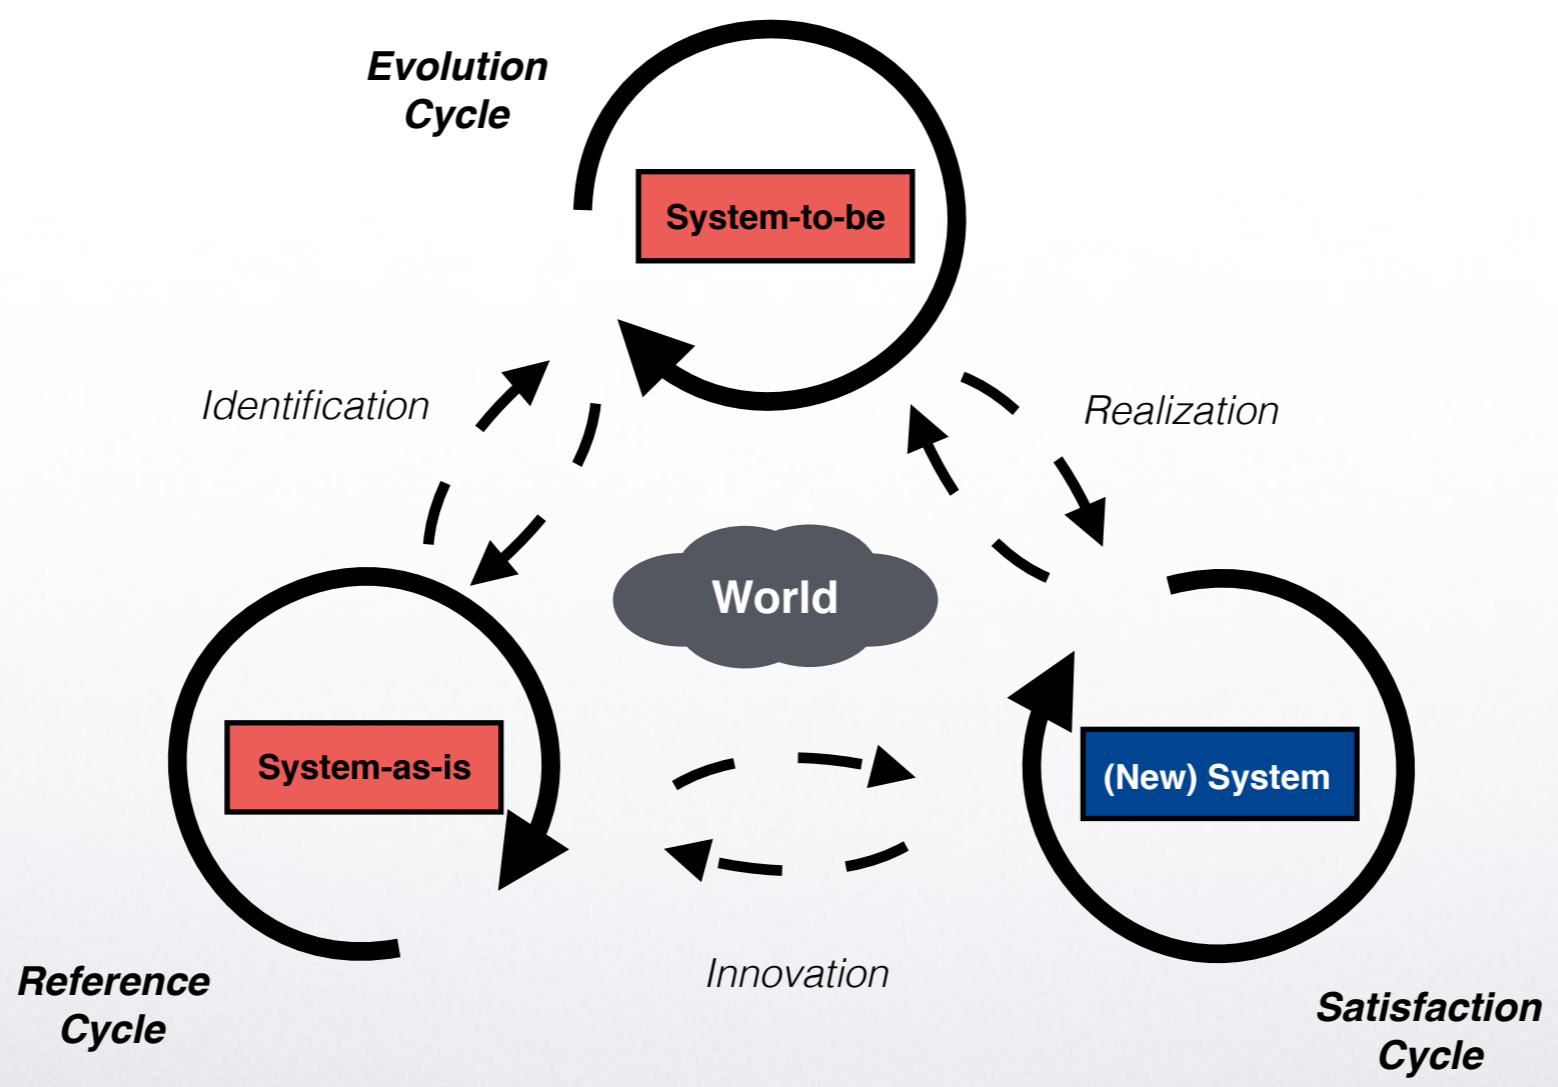 Evolution
Cycle
System-to-be
Identification
Realization
World
System-as-is
(New) System
Innovation
Reference
Cycle
Satisfaction
Cycle